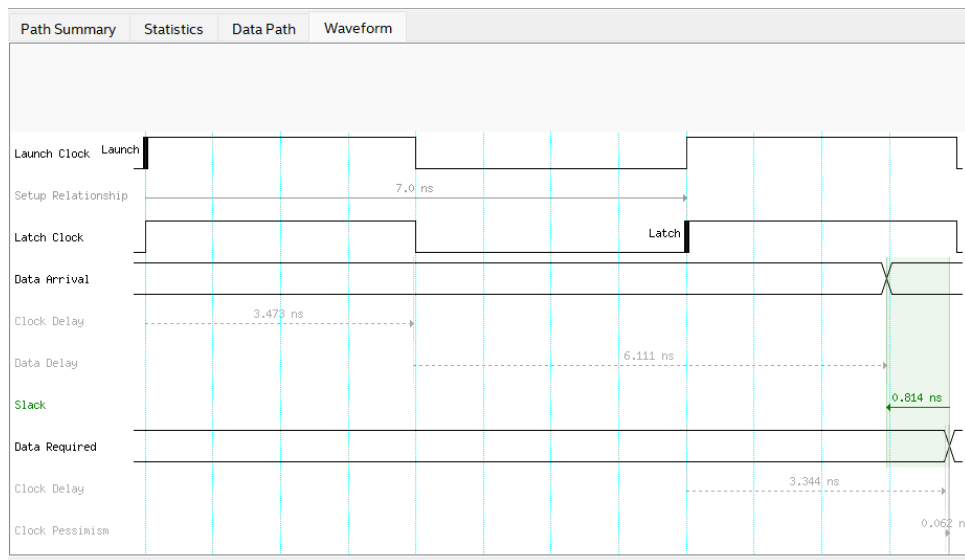 Path Summary Statistics Data Path Waveform
Launch Clock Launch
Setup Relationship 7.0 ns
Latch Clock Latch
Data Arrival
Clock Delay 3.473 ns
Data Delay 6.111 ns
Slack 0.814 ns
Data Required
Clock Delay 3.344 ns
Clock Pessimism 0.062 n